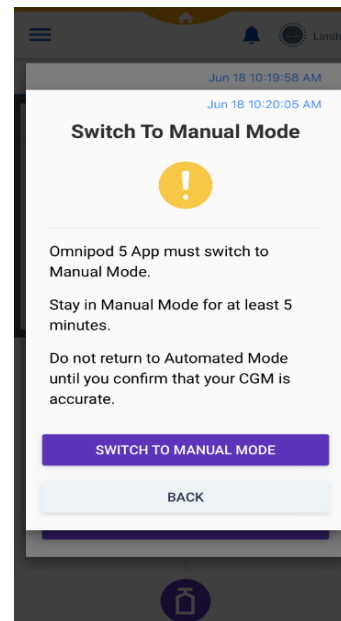 Limite
Jun 18 10:19:58 AM
Jun 18 10:20:05 AM
Switch To Manual Mode
Omnipod 5 App must switch to
Manual Mode.
Stay in Manual Mode for at least 5
minutes.
Do not return to Automated Mode
until you confirm that your CGM is
accurate.
SWITCH TO MANUAL MODE
BACK